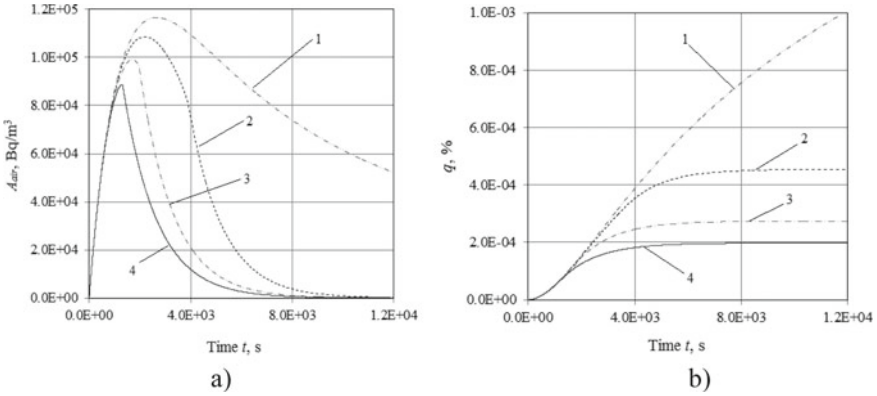 1.2E+05
1.0E+05
8.0E+04
6.0E+04
4.0E+04
2.0E+04
0.0E+00
A air, Bq/m³
1
2
3
4
0.0E+00 4.0E+03 8.0E+03 1.2E+04
Time t, s
a)
1.0E-03
8.0E-04
6.0E-04
4.0E-04
2.0E-04
0.0E+00
q, %
1
2
3
4
0.0E+00 4.0E+03 8.0E+03 1.2E+04
Time t, s
b)